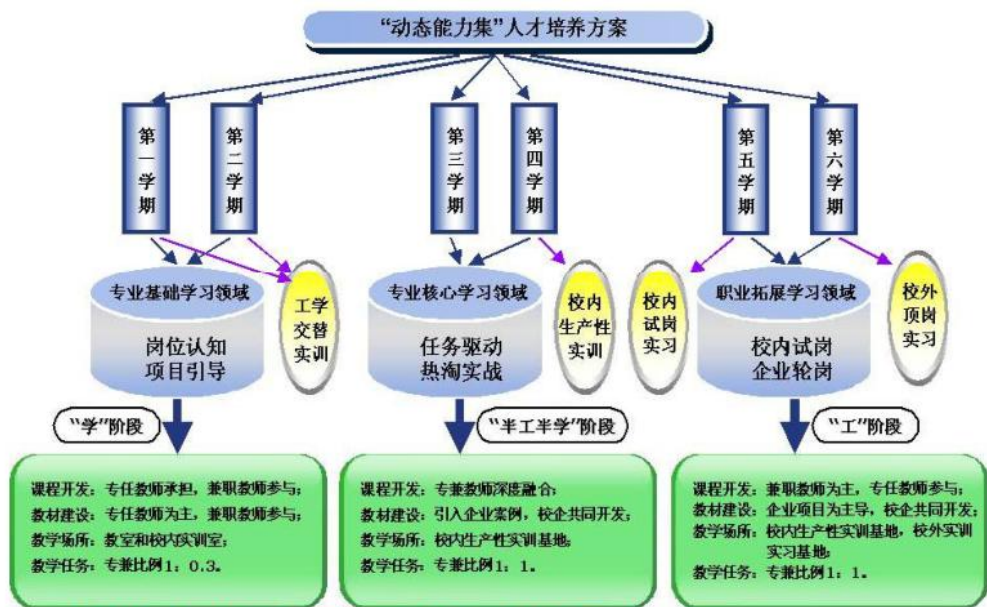 “动态能力集”人才培养方案
第一学期
第二学期
第三学期
第四学期
第五学期
第六学期
专业基础学习领域
岗位认知
项目引导
工学
交替
实训
专业核心学习领域
任务驱动
热淘实战
校内
生产性
实训
校内
试岗
实习
职业拓展学习领域
校内试岗
企业轮岗
校外
顶岗
实习
“学”阶段
“半工半学”阶段
“工”阶段
课程开发：专任教师承担，兼职教师参与；
教材建设：专任教师为主，兼职教师参与；
教学场所：教室和校内实训室；
教学任务：专兼比例1：0.3。
课程开发：专兼教师深度融合；
教材建设：引入企业案例，校企共同开发；
教学场所：校内生产性实训基地；
教学任务：专兼比例1：1。
课程开发：兼职教师为主，专任教师参与；
教材建设：企业项目为主导，校企共同开发；
教学场所：校内生产性实训基地，校外实训
实习基地；
教学任务：专兼比例1：1。